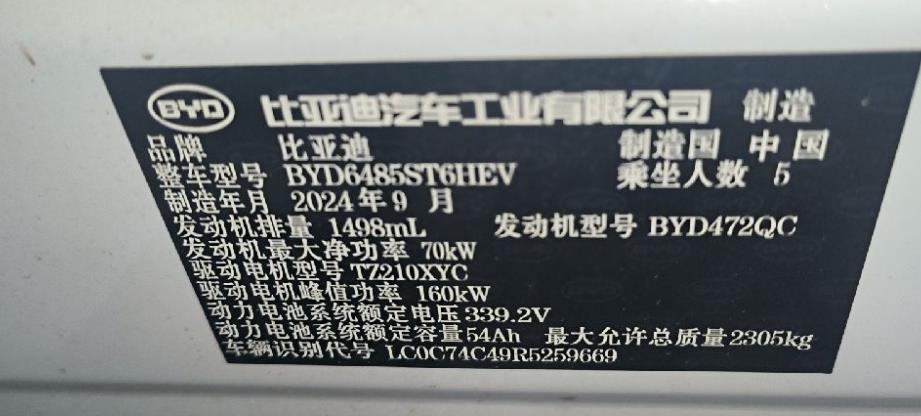 BYD 比亚迪汽车工业有限公司 制造
品牌 比亚迪 制造国 中国
整车型号 BYD6485ST6HEV 乘坐人数 5
制造年月 2024年9月
发动机排量 1498mL 发动机型号 BYD472QC
发动机最大净功率 70kW
驱动电机型号 TZ210XYC
驱动电机峰值功率 160kW
动力电池系统额定电压 339.2V
动力电池系统额定容量 54Ah 最大允许总质量 2305kg
车辆识别代号 LC0C74C49R5259669